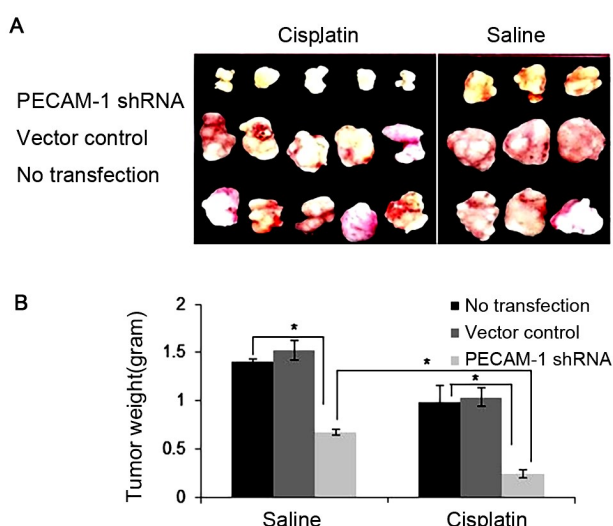 A
Cisplatin
Saline
PECAM-1 shRNA
Vector control
No transfection
B
Tumor weight(gram)
2
1.5
1
0.5
0
*
*
*
No transfection
Vector control
PECAM-1 shRNA
Saline
Cisplatin